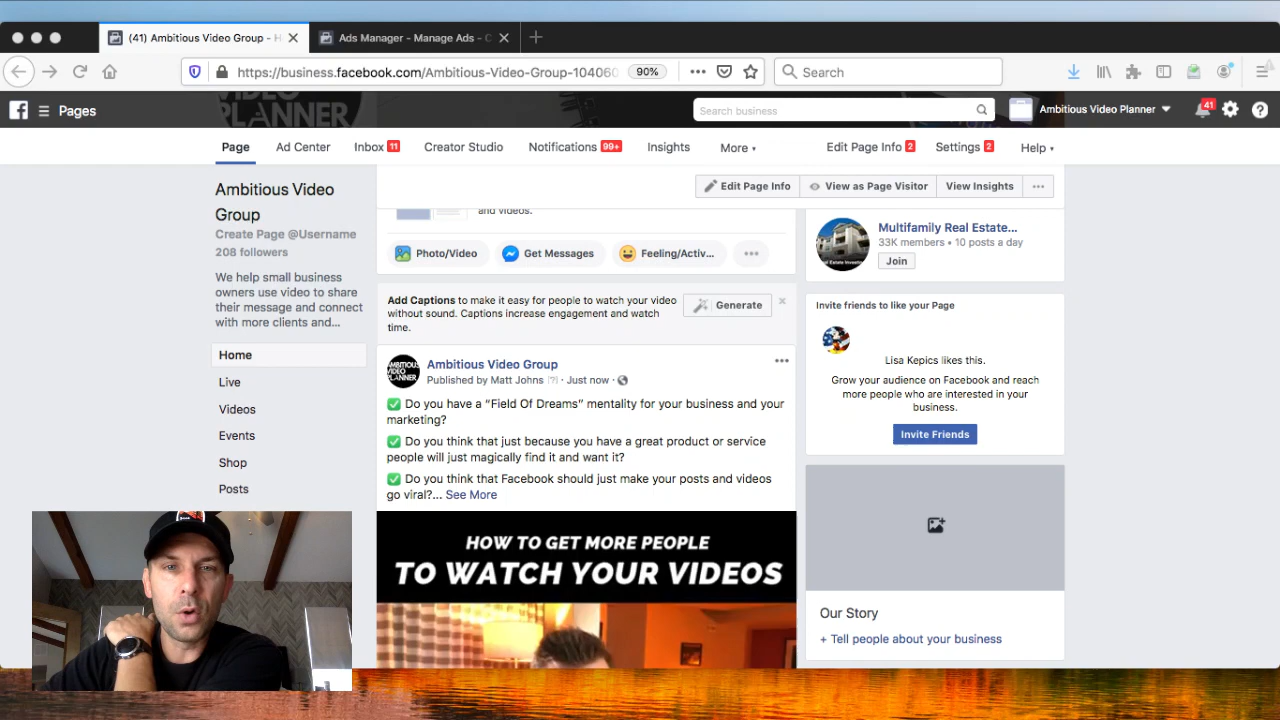 (41) Ambitious Video Group - H
Ads Manager - Manage Ads - C
https://business.facebook.com/Ambitious-Video-Group-104060
90%
Search
Pages
PLANNER
Search business
Ambitious Video Planner
41
Page
Ad Center
Inbox 11
Creator Studio
Notifications 99+
Insights
More
Edit Page Info 2
Settings 2
Help
Ambitious Video
Group
Create Page @Username
208 followers
We help small business
owners use video to share
their message and connect
with more clients and...
Home
Live
Videos
Events
Shop
Posts
Edit Page Info
View as Page Visitor
View Insights
and videos.
Photo/Video
Get Messages
Feeling/Activ...
Add Captions to make it easy for people to watch your video
without sound. Captions increase engagement and watch
time.
Generate
AMBITIOUS
VIDEO
PLANNER
Ambitious Video Group
Published by Matt Johns [?] · Just now ·
✅ Do you have a “Field Of Dreams” mentality for your business and your
marketing?
✅ Do you think that just because you have a great product or service
people will just magically find it and want it?
✅ Do you think that Facebook should just make your posts and videos
go viral?... See More
HOW TO GET MORE PEOPLE
TO WATCH YOUR VIDEOS
Multifamily Real Estate...
33K members • 10 posts a day
Join
Invite friends to like your Page
Lisa Kepics likes this.
Grow your audience on Facebook and reach
more people who are interested in your
business.
Invite Friends
Our Story
+ Tell people about your business